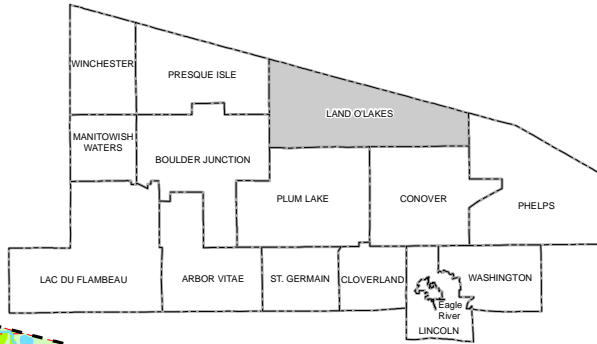 WINCHESTER
PRESQUE ISLE
LAND O'LAKES
MANITOWISH
WATERS
BOULDER JUNCTION
PLUM LAKE
CONOVER
PHELPS
LAC DU FLAMBEAU
ARBOR VITAE
ST. GERMAIN
CLOVERLAND
WASHINGTON
Eagle
River
LINCOLN